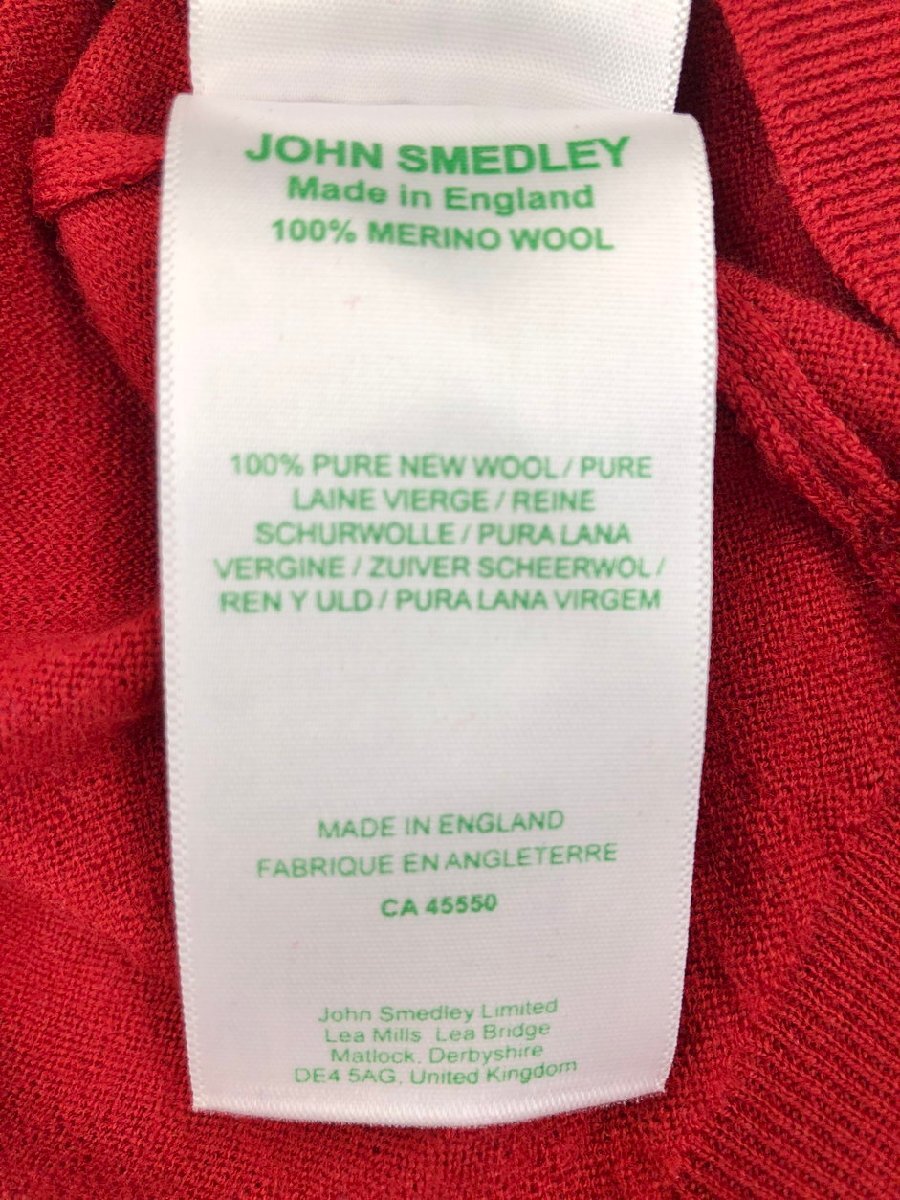 JOHN SMEDLEY
Made in England
100% MERINO WOOL
100% PURE NEW WOOL / PURE
LAINE VIERGE / REINE
SCHURWOLLE / PURA LANA
VERGINE / ZUIVER SCHEERWOL /
REN Y ULD / PURA LANA VIRGEM
MADE IN ENGLAND
FABRIQUE EN ANGLETERRE
CA 45550
John Smedley Limited
Lea Mills Lea Bridge
Matlock, Derbyshire
DE4 5AG, United Kingdom